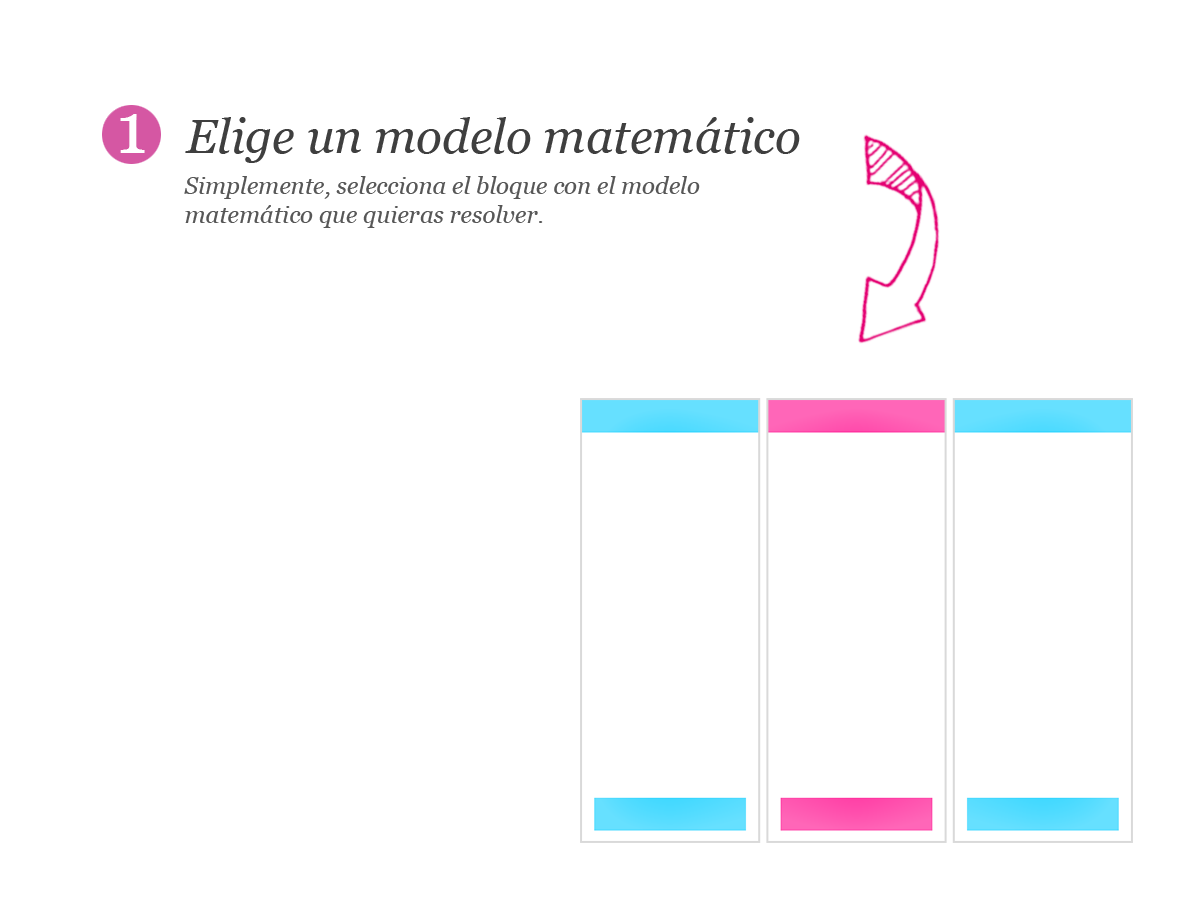 1 Elige un modelo matemático
Simplemente, selecciona el bloque con el modelo
matemático que quieras resolver.